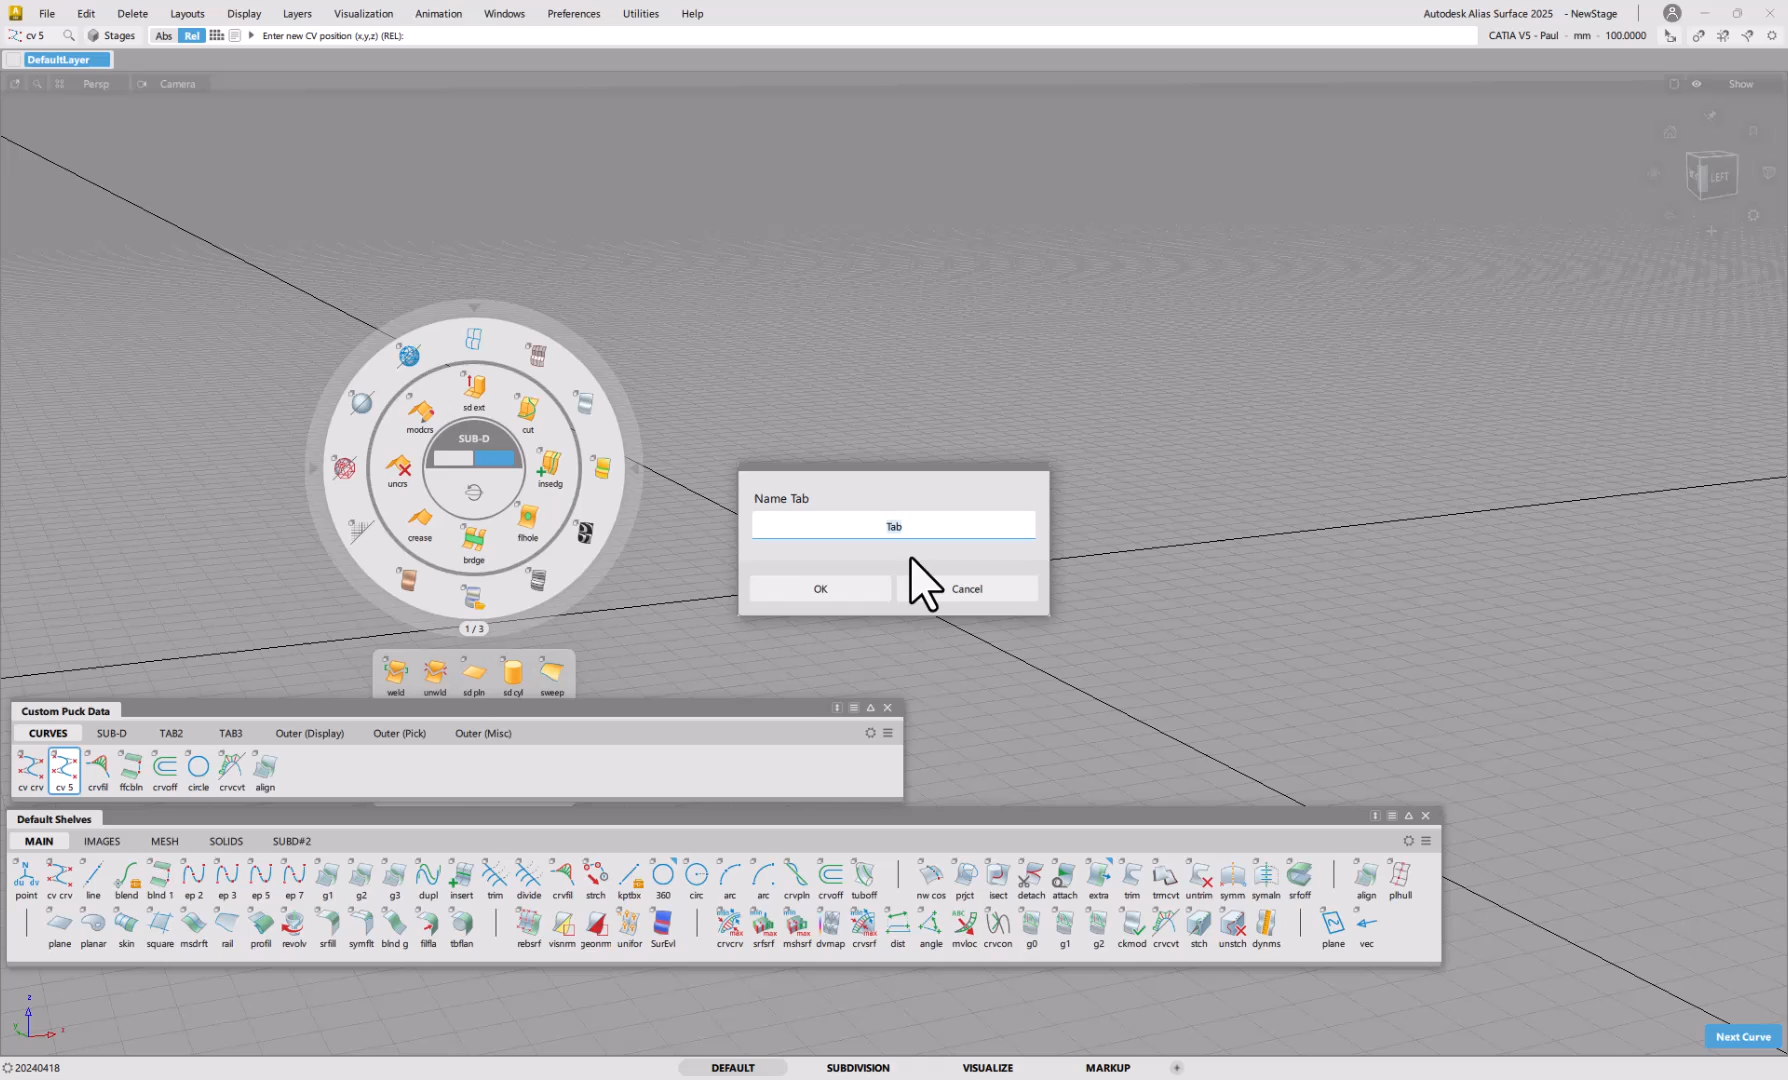 File Edit Delete Layouts Display Layers Visualization Animation Windows Preferences Utilities Help
Autodesk Alias Surface 2025 - NewStage
cv 5 Stages Abs Rel Enter new CV position (x,y,z) (REL):
CATIA V5 - Paul - mm - 100.0000
DefaultLayer
Persp Camera Show
LEFT
SUB-D
sd ext
cut
insedg
flhole
brdge
crease
uncrs
modcrs
1 / 3
weld unwld sd pln sd cyl sweep
Name Tab
Tab
OK Cancel
Custom Puck Data
CURVES SUB-D TAB2 TAB3 Outer (Display) Outer (Pick) Outer (Misc)
cv crv cv 5 crvfil ffcbln crvoff circle crvcvt align
Default Shelves
MAIN IMAGES MESH SOLIDS SUBD#2
point cv crv line blend blnd 1 ep 2 ep 3 ep 5 ep 7 g1 g2 g3 dupl insert trim divide crvfil strch kptbx 360 circ arc arc crvpln crvoff tuboff nw cos prjct isect detach attach extra trim trmcvt untrim symm symaln srfoff align plhull
plane planar skin square msdrft rail profil revolv srfill symflt blnd g filfla tbflan rebsrf visnrm geonrm unifor SurEvl crvcrv srfsrf mshsrf dvmap crvsrf dist angle mvloc crvcon g0 g1 g2 ckmod crvcvt stch unstch dynms plane vec
z
y
x
Next Curve
20240418
DEFAULT SUBDIVISION VISUALIZE MARKUP